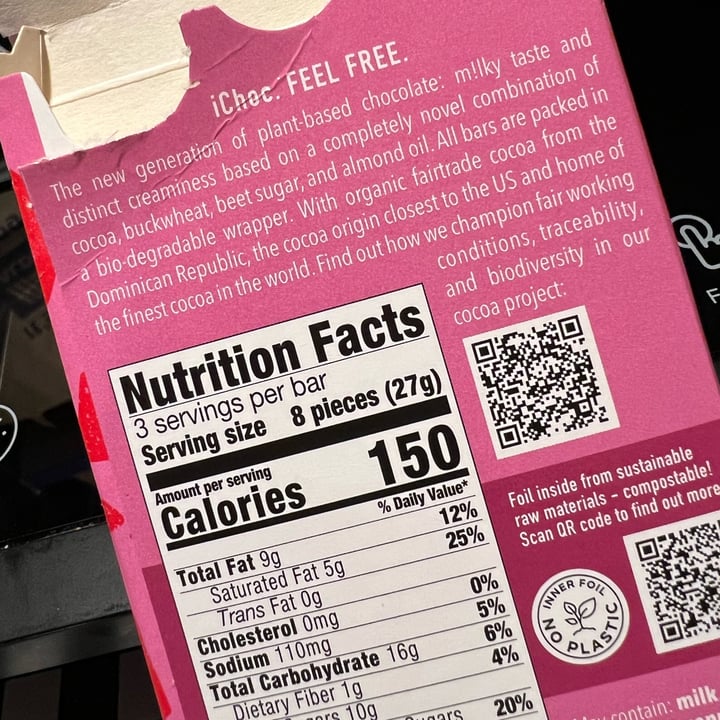 iChoc. FEEL FREE.
The new generation of plant-based chocolate: m!lky taste and
distinct creaminess based on a completely novel combination of
cocoa, buckwheat, beet sugar, and almond oil. All bars are packed in
a bio-degradable wrapper. With organic fairtrade cocoa from the
Dominican Republic, the cocoa origin closest to the US and home of
the finest cocoa in the world. Find out how we champion fair working
conditions, traceability,
and biodiversity in our
cocoa project:
Nutrition Facts
3 servings per bar
Serving size 8 pieces (27g)
Amount per serving
Calories 150
% Daily Value*
Total Fat 9g 12%
Saturated Fat 5g 25%
Trans Fat 0g
Cholesterol 0mg 0%
Sodium 110mg 5%
Total Carbohydrate 16g 6%
Dietary Fiber 1g 4%
10g
Sugars 20%
Foil inside from sustainable
raw materials - compostable!
Scan QR code to find out more
INNER FOIL
NO PLASTIC
May contain: milk